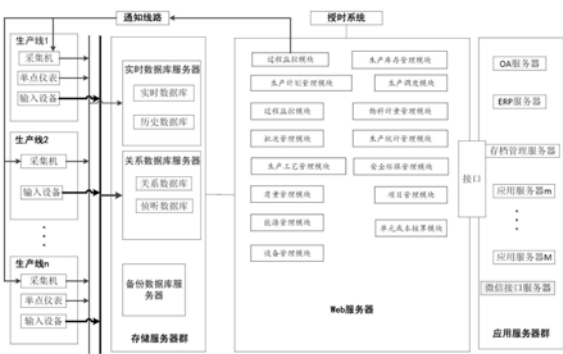 通知线路
授时系统
生产线1
采集机
单点仪表
输入设备
生产线2
采集机
输入设备
生产线n
采集机
单点仪表
输入设备
实时数据库服务器
实时数据库
历史数据库
关系数据库服务器
关系数据库
侦听数据库
备份数据库服
务器
存储服务器群
过程监控模块
生产库存管理模块
生产计划管理模块
生产调度模块
过程监控模块
物料计量管理模块
批次管理模块
生产统计管理模块
生产工艺管理模块
安全环保管理模块
质量管理模块
项目管理模块
能源管理模块
单元成本核算模块
设备管理模块
Web服务器
接口
OA服务器
ERP服务器
存档管理服务器
应用服务器m
应用服务器M
微信接口服务器
应用服务器群